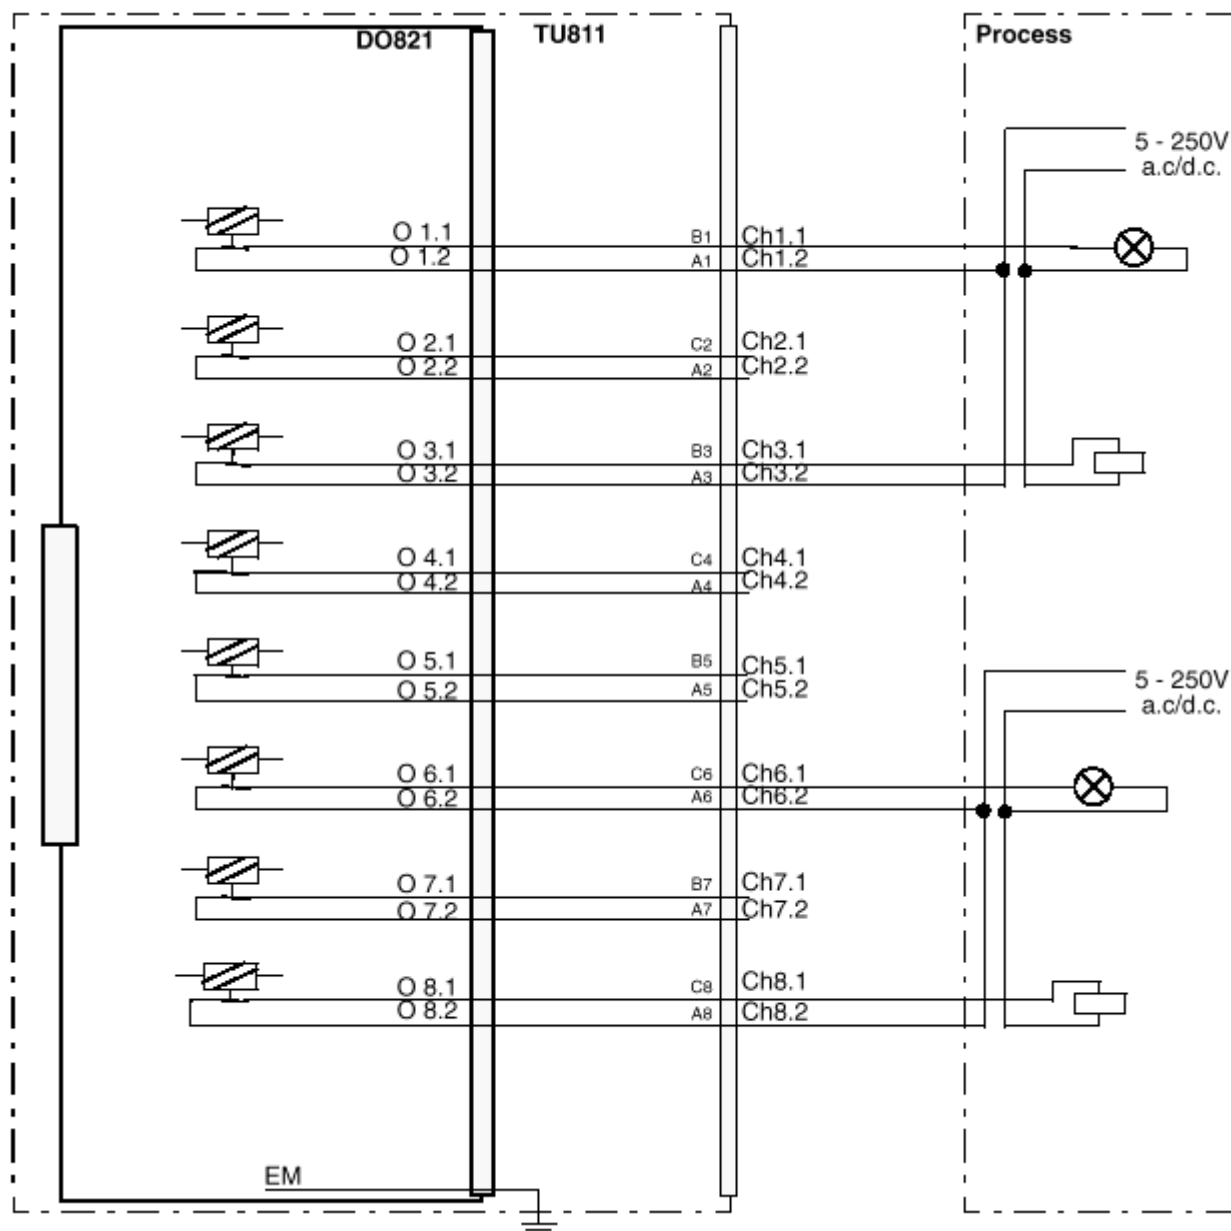 DO821 TU811 Process
5 - 250V
a.c/d.c.
O 1.1 B1 Ch1.1
O 1.2 A1 Ch1.2
O 2.1 C2 Ch2.1
O 2.2 A2 Ch2.2
O 3.1 B3 Ch3.1
O 3.2 A3 Ch3.2
O 4.1 C4 Ch4.1
O 4.2 A4 Ch4.2
O 5.1 B5 Ch5.1
O 5.2 A5 Ch5.2
5 - 250V
a.c/d.c.
O 6.1 C6 Ch6.1
O 6.2 A6 Ch6.2
O 7.1 B7 Ch7.1
O 7.2 A7 Ch7.2
O 8.1 C8 Ch8.1
O 8.2 A8 Ch8.2
EM